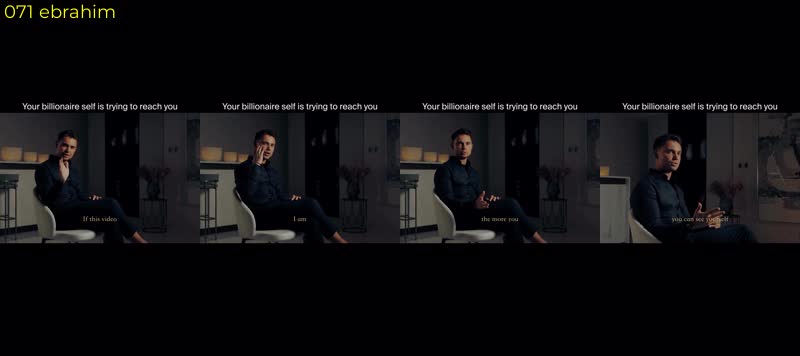 071 ebrahim
Your billionaire self is trying to reach you
Your billionaire self is trying to reach you
Your billionaire self is trying to reach you
Your billionaire self is trying to reach you
If this video
I am
the more you
you can see yourself